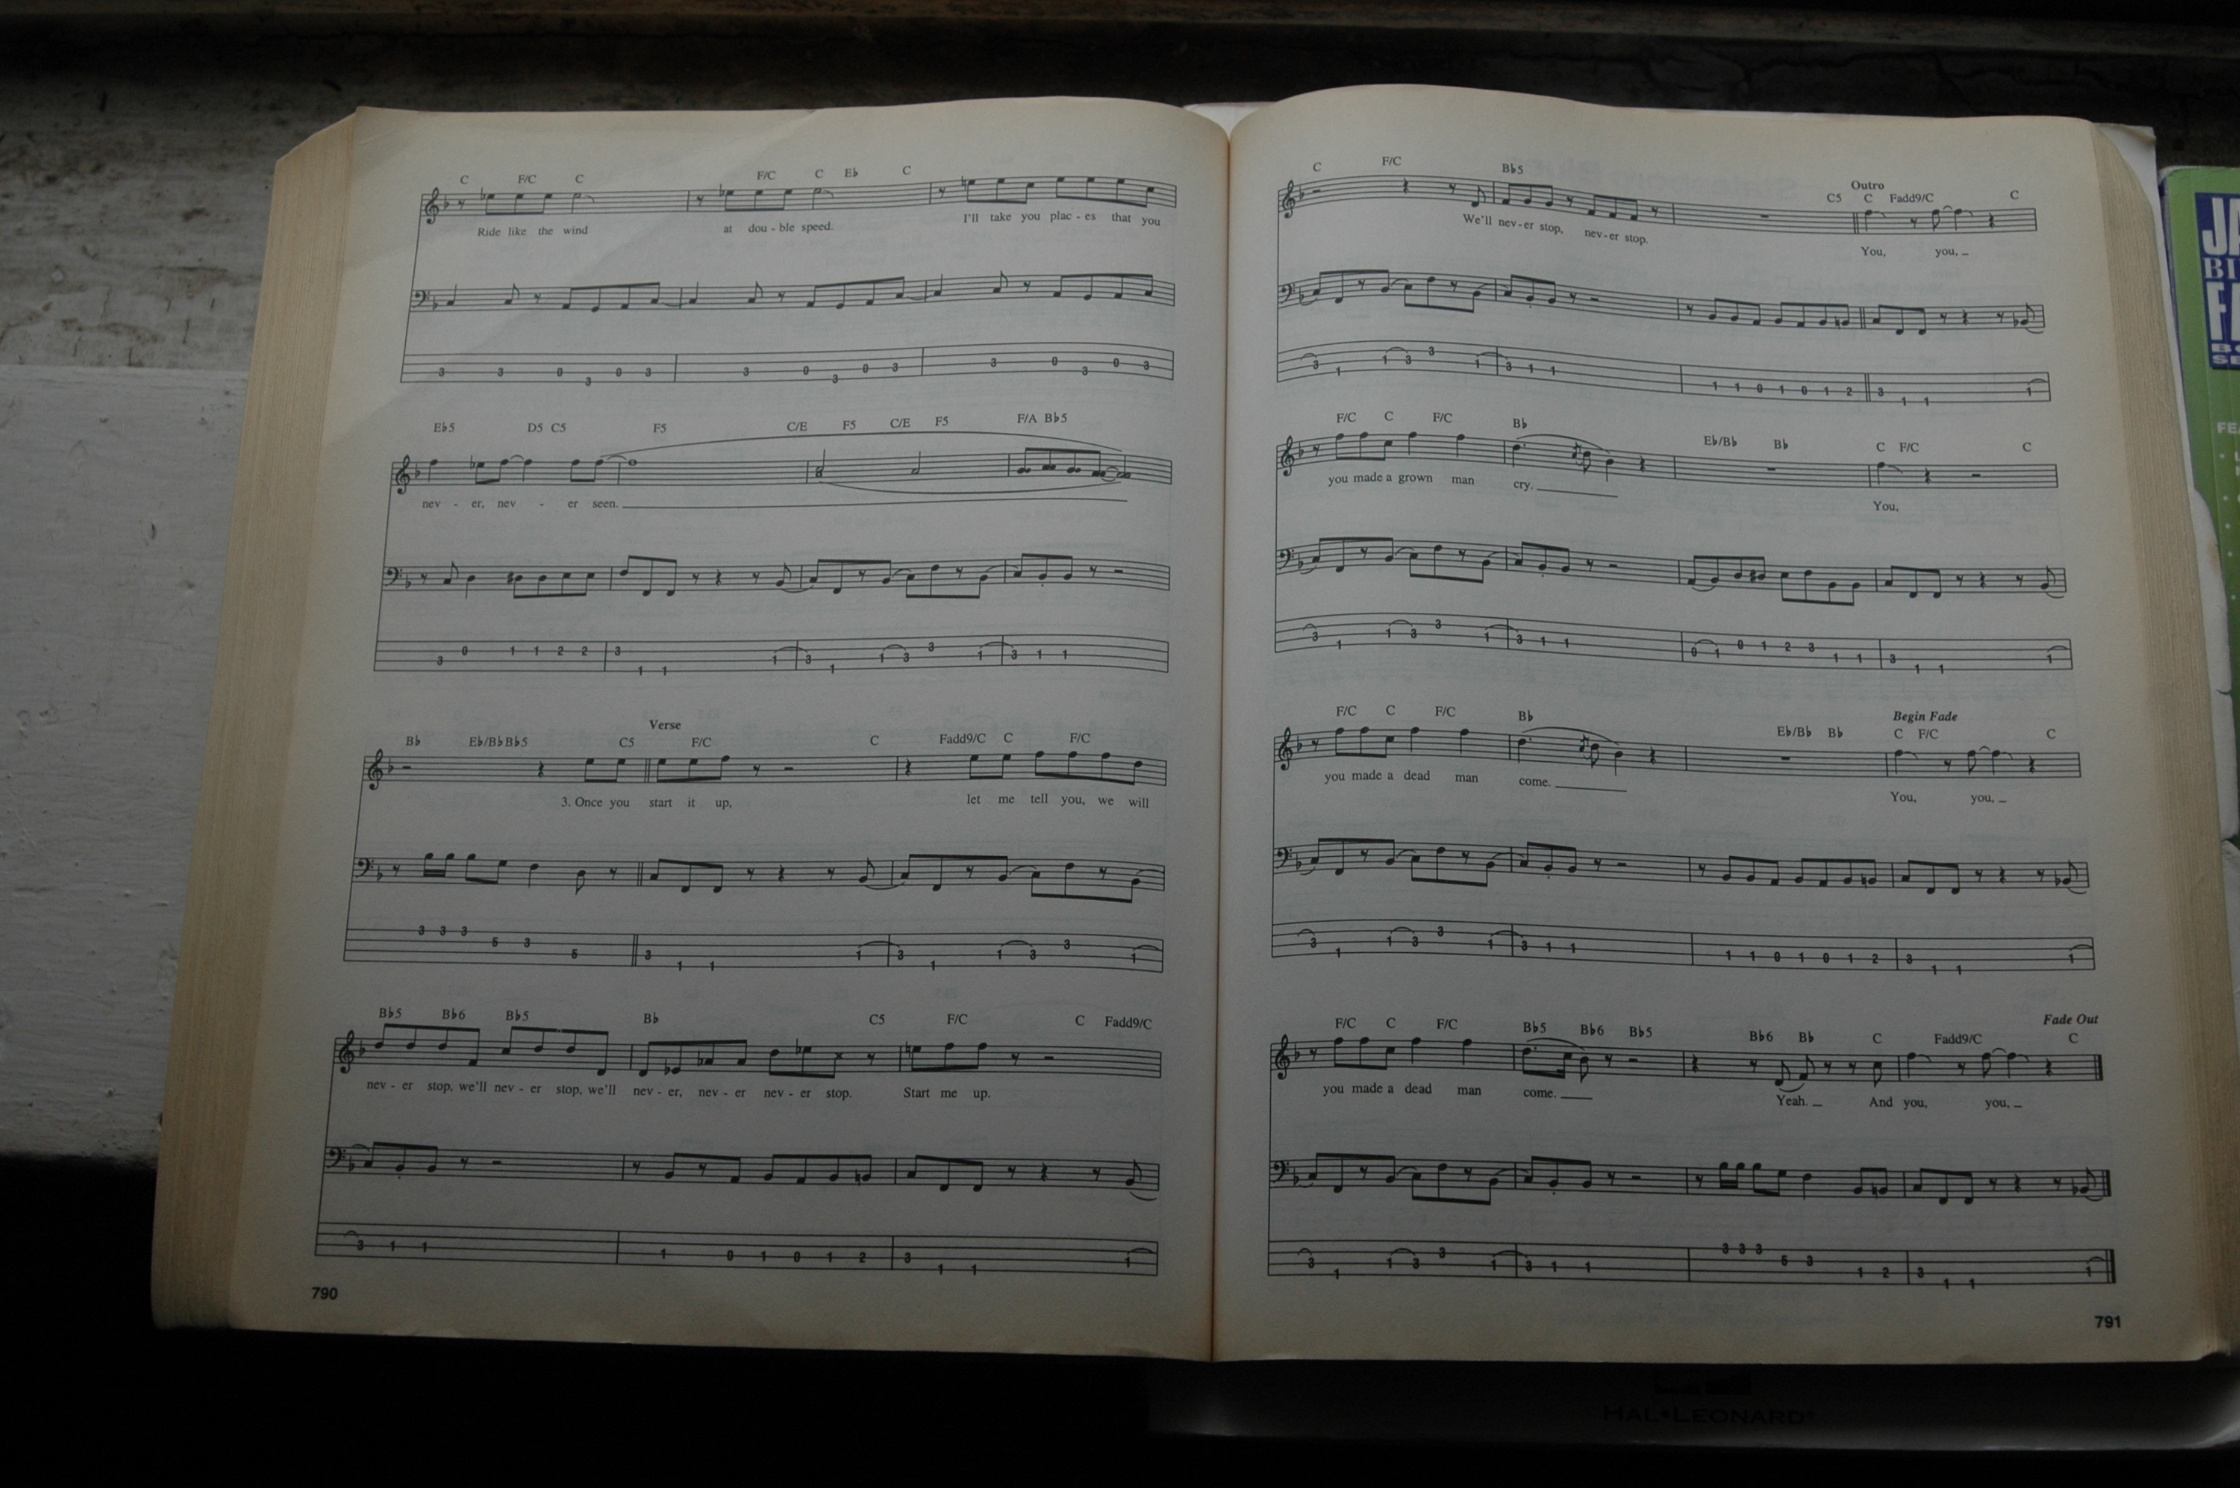 C F/C C F/C C E♭ C
Ride like the wind at dou - ble speed. I'll take you plac - es that you
3 3 0 3 0 3 3 0 3 0 3 3 0 3 0 3
E♭5 D5 C5 F5 C/E F5 C/E F5 F/A B♭5
nev - er, nev - er seen.
3 0 1 1 2 2 3 1 1 1 3 1 1 3 3 1 3 1 1
Verse
B♭ E♭/B♭ B♭5 C5 F/C C Fadd9/C C F/C
3. Once you start it up, let me tell you, we will
3 3 3 5 3 5 3 1 1 1 3 1 1 3 3 1
B♭5 B♭6 B♭5 B♭ C5 F/C C Fadd9/C
nev - er stop, we'll nev - er stop, we'll nev - er, nev - er nev - er stop. Start me up.
3 1 1 1 0 1 0 1 2 3 1 1 1
790
Outro
C F/C B♭5 C5 C Fadd9/C C
We'll nev - er stop, nev - er stop. You, you,
3 1 1 3 3 1 3 1 1 1 1 0 1 0 1 2 3 1 1 1
F/C C F/C B♭ E♭/B♭ B♭ C F/C C
you made a grown man cry. You,
3 1 1 3 3 1 3 1 1 0 1 0 1 2 3 1 1 3 1 1 1
Begin Fade
F/C C F/C B♭ E♭/B♭ B♭ C F/C C
you made a dead man come. You, you,
3 1 1 3 3 1 3 1 1 1 1 0 1 0 1 2 3 1 1 1
Fade Out
F/C C F/C B♭5 B♭6 B♭5 B♭6 B♭ C Fadd9/C C
you made a dead man come. Yeah. And you, you,
3 1 1 3 3 1 3 1 1 3 3 3 5 3 1 2 3 1 1 1
791
HAL•LEONARD®